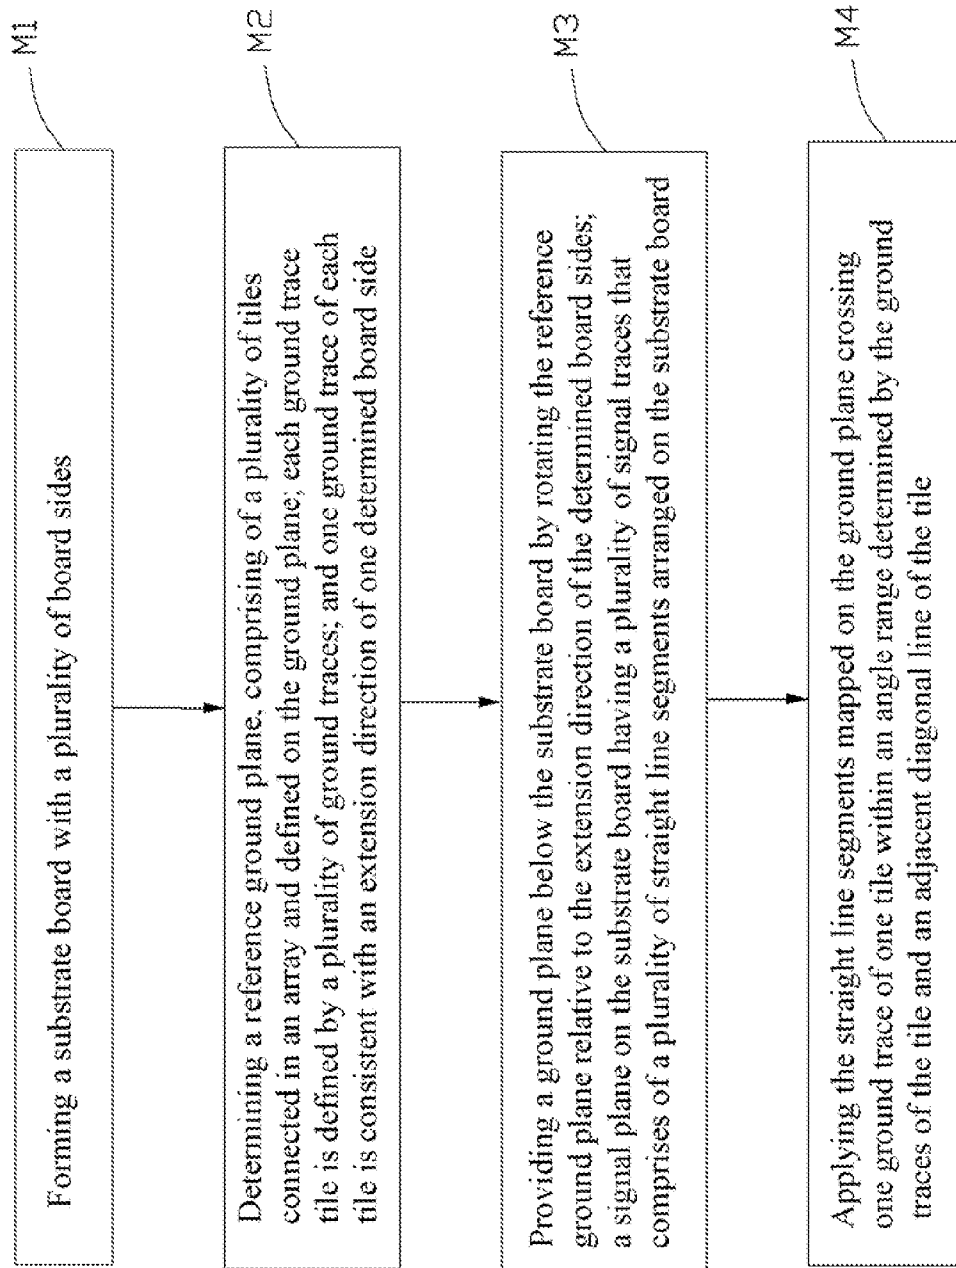 M1
Forming a substrate board with a plurality of board sides
M2
Determining a reference ground plane, comprising of a plurality of tiles
connected in an array and defined on the ground plane; each ground trace
tile is defined by a plurality of ground traces; and one ground trace of each
tile is consistent with an extension direction of one determined board side
M3
Providing a ground plane below the substrate board by rotating the reference
ground plane relative to the extension direction of the determined board sides;
a signal plane on the substrate board having a plurality of signal traces that
comprises of a plurality of straight line segments arranged on the substrate board
M4
Applying the straight line segments mapped on the ground plane crossing
one ground trace of one tile within an angle range determined by the ground
traces of the tile and an adjacent diagonal line of the tile